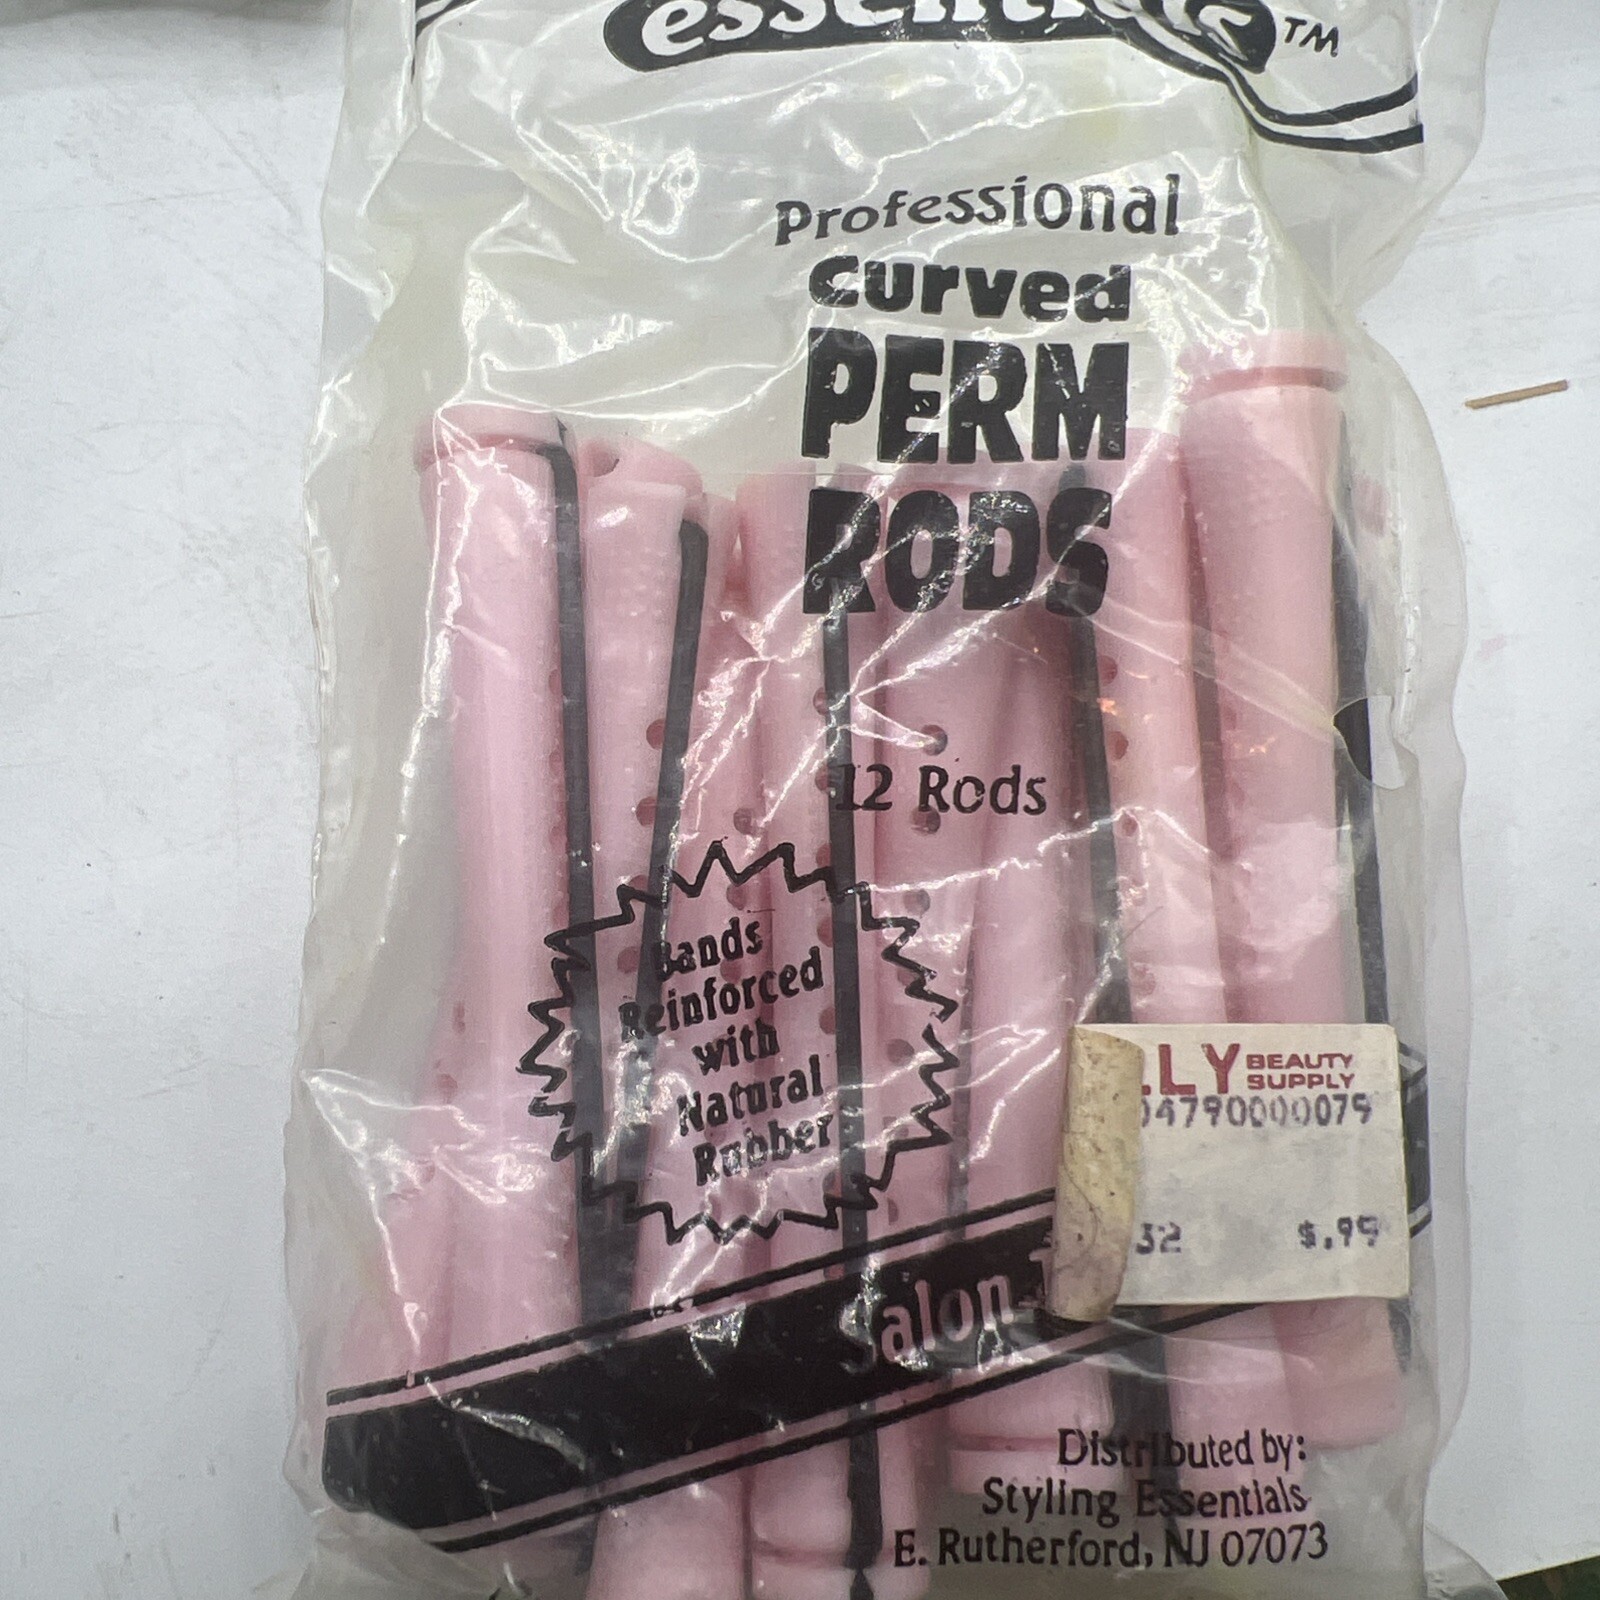 essentials™
Professional
curved
PERM
RODS
12 Rods
Bands
Reinforced
with
Natural
Rubber
LLY BEAUTY SUPPLY
04790000079
32 $.99
Salon
Distributed by:
Styling Essentials
E. Rutherford, NJ 07073